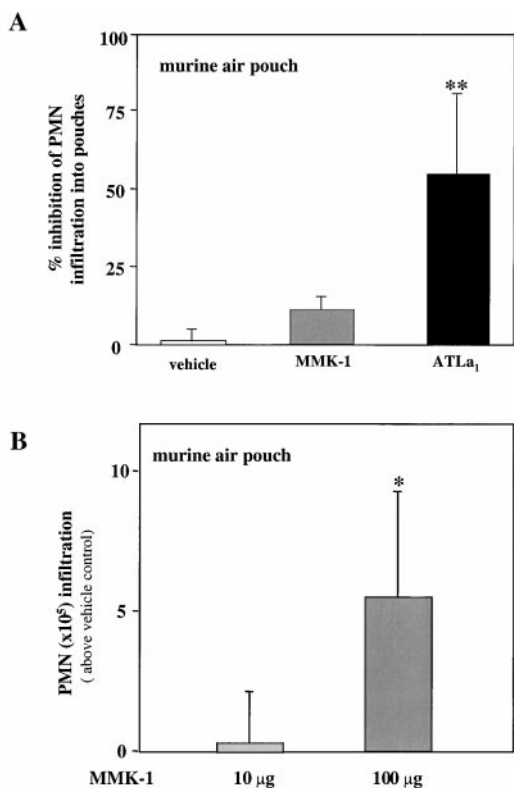 A
murine air pouch
% inhibition of PMN
infiltration into pouches
100
75
50
25
0
**
vehicle
MMK-1
ATLa₁
B
murine air pouch
PMN (x10⁵) infiltration
( above vehicle control)
10
5
0
*
MMK-1
10 µg
100 µg